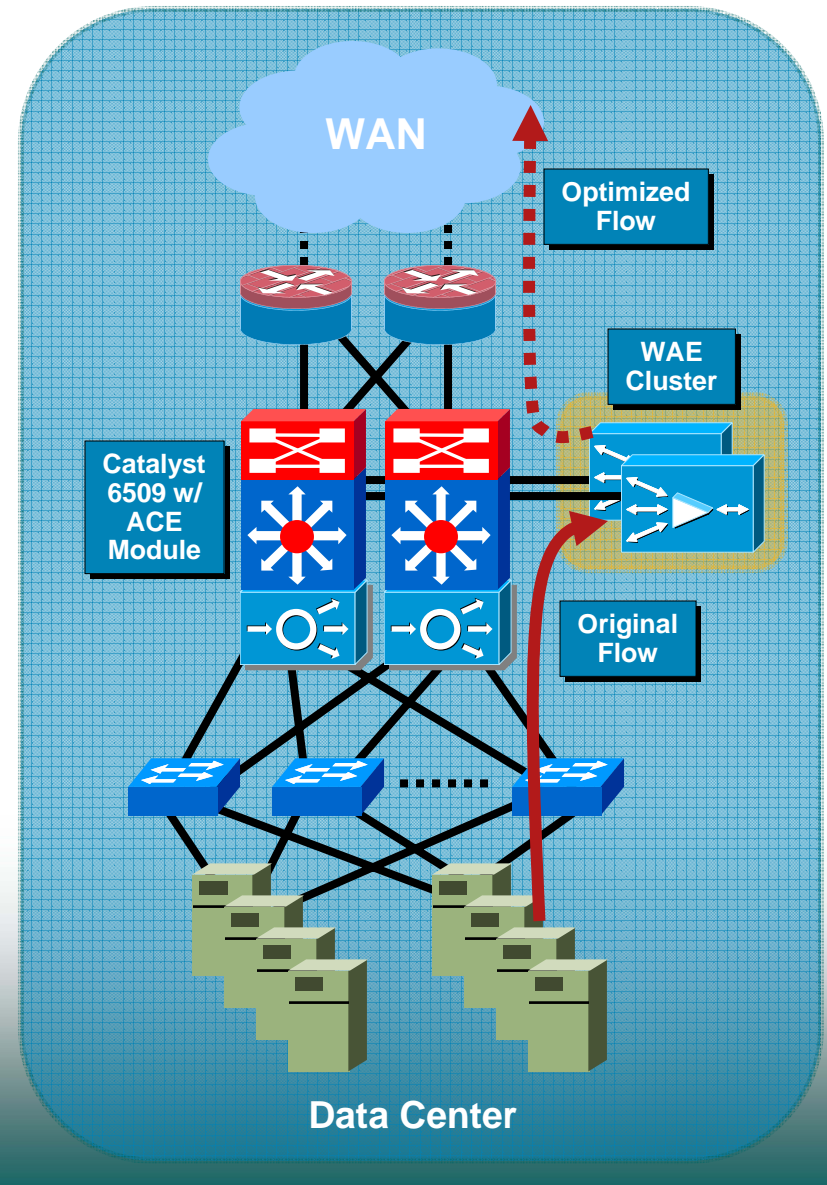 WAN
Optimized
Flow
WAE
Cluster
Catalyst
6509 w/
ACE
Module
Original
Flow
Data Center